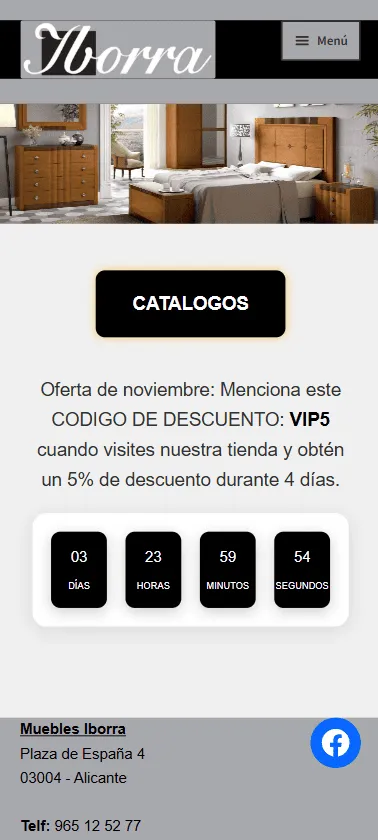 Iborra
Menú
CATALOGOS
Oferta de noviembre: Menciona este
CODIGO DE DESCUENTO: VIP5
cuando visites nuestra tienda y obtén
un 5% de descuento durante 4 días.
03 23 59 54
DÍAS HORAS MINUTOS SEGUNDOS
Muebles Iborra
Plaza de España 4
03004 - Alicante
Telf: 965 12 52 77